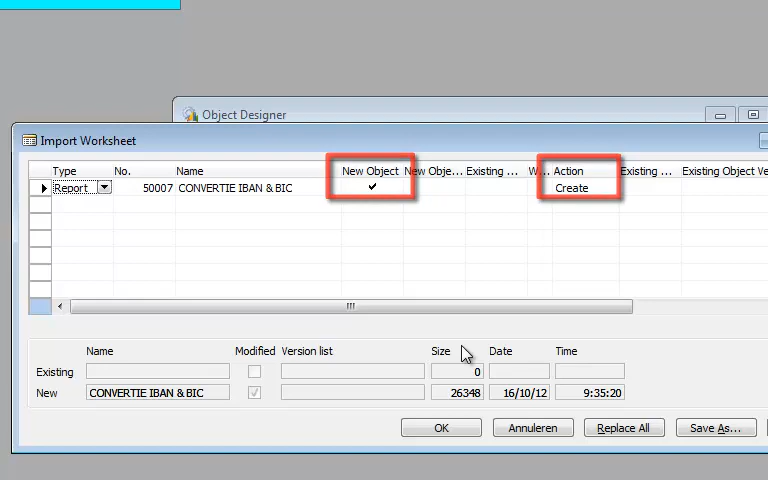 Object Designer
Import Worksheet
Type No. Name New Object New Obje... Existing ... W... Action Existing ... Existing Object Ve
Report 50007 CONVERTIE IBAN & BIC Create
Name Modified Version list Size Date Time
Existing 0
New CONVERTIE IBAN & BIC 26348 16/10/12 9:35:20
OK Annuleren Replace All Save As...